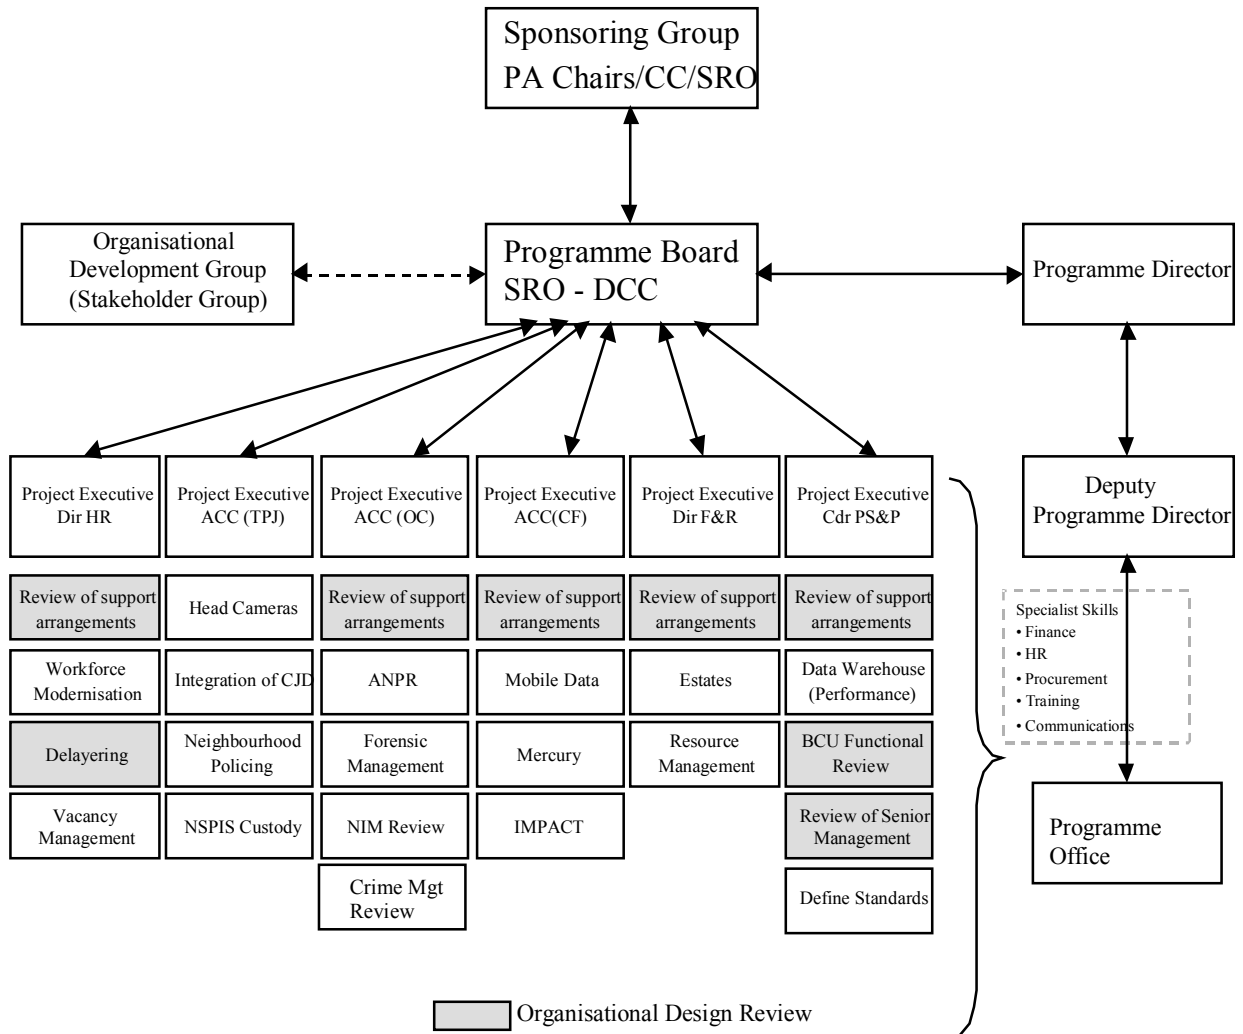 Sponsoring Group
PA Chairs/CC/SRO
Organisational
Development Group
(Stakeholder Group)
Programme Board
SRO - DCC
Programme Director
Project Executive
Dir HR
Project Executive
ACC (TPJ)
Project Executive
ACC (OC)
Project Executive
ACC(CF)
Project Executive
Dir F&R
Project Executive
Cdr PS&P
Deputy
Programme Director
Review of support
arrangements
Head Cameras
Review of support
arrangements
Review of support
arrangements
Review of support
arrangements
Review of support
arrangements
Specialist Skills
• Finance
• HR
• Procurement
• Training
• Communications
Workforce
Modernisation
Integration of CJD
ANPR
Mobile Data
Estates
Data Warehouse
(Performance)
Delayering
Neighbourhood
Policing
Forensic
Management
Mercury
Resource
Management
BCU Functional
Review
Vacancy
Management
NSPIS Custody
NIM Review
IMPACT
Review of Senior
Management
Programme
Office
Crime Mgt
Review
Define Standards
Organisational Design Review